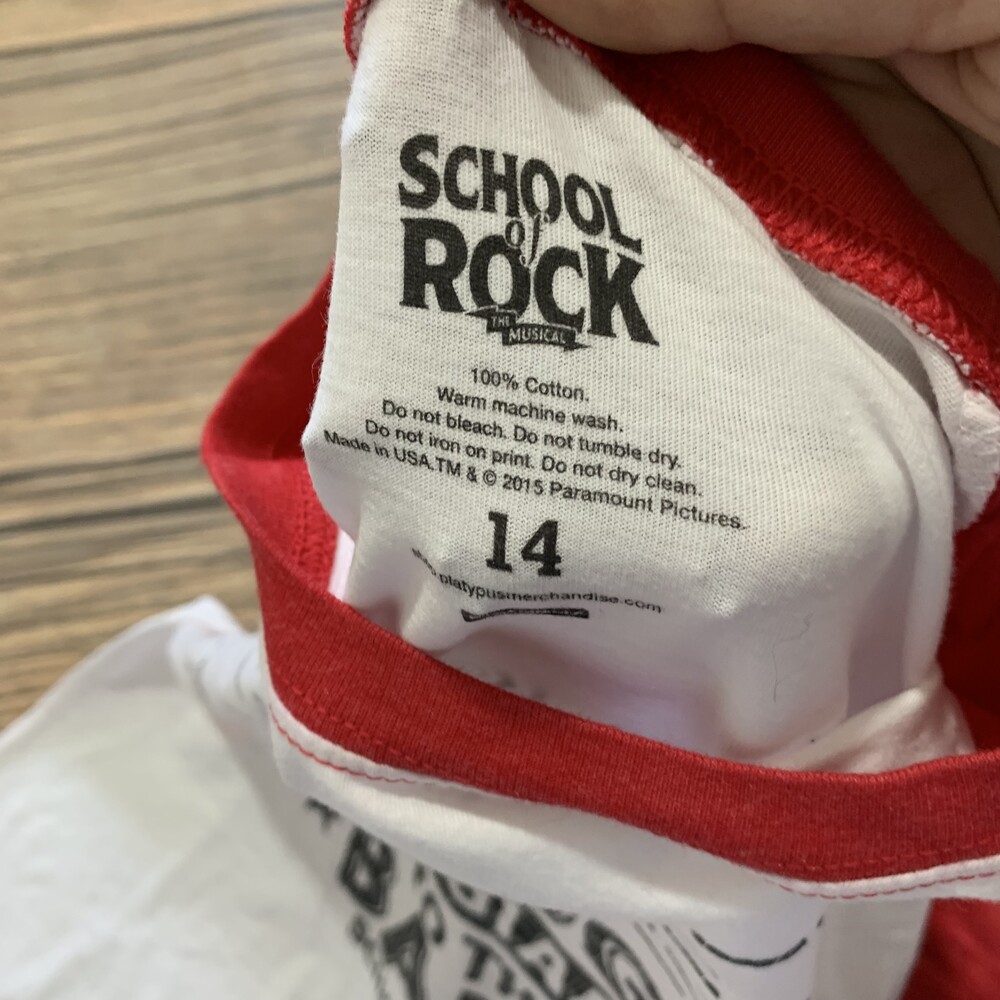 SCHOOL
of
ROCK
THE
MUSICAL
100% Cotton.
Warm machine wash.
Do not bleach. Do not tumble dry.
Do not iron on print. Do not dry clean.
Made in USA.TM & © 2015 Paramount Pictures.
14
platypusmerchandise.com